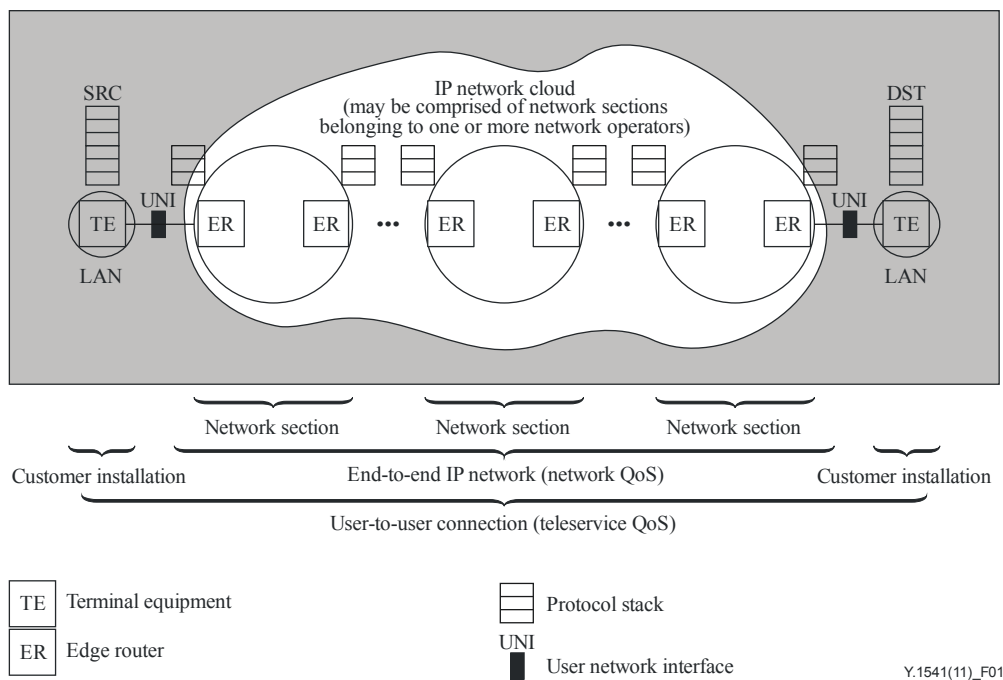 IP network cloud
(may be comprised of network sections
belonging to one or more network operators)
SRC
DST
UNI
UNI
TE
ER
ER
•••
ER
ER
•••
ER
ER
TE
LAN
LAN
Network section
Network section
Network section
Customer installation
End-to-end IP network (network QoS)
Customer installation
User-to-user connection (teleservice QoS)
TE
Terminal equipment
Protocol stack
ER
Edge router
UNI
User network interface
Y.1541(11)_F01